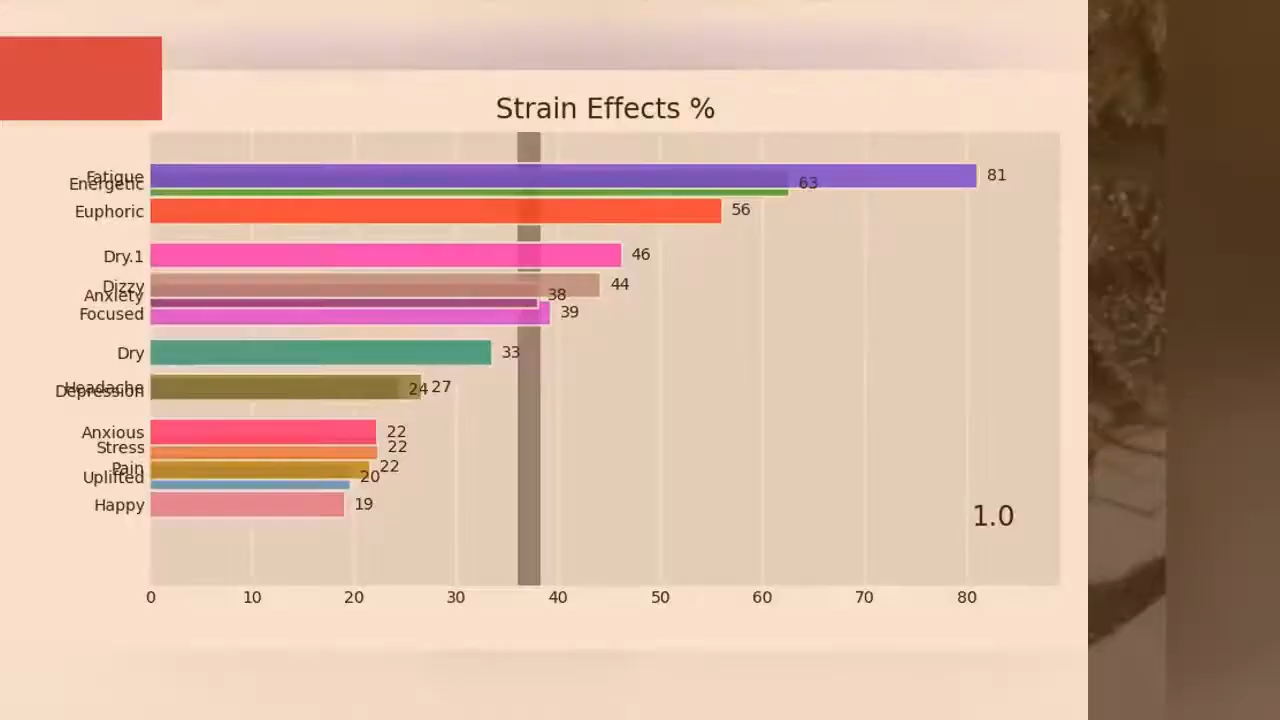 Strain Effects %
Fatigue 81
Energetic 63
Euphoric 56
Dry.1 46
Dizzy 44
Anxiety 38
Focused 39
Dry 33
Headache 27
Depression 24
Anxious 22
Stress 22
Pain 22
Uplifted 20
Happy 19
1.0
0 10 20 30 40 50 60 70 80